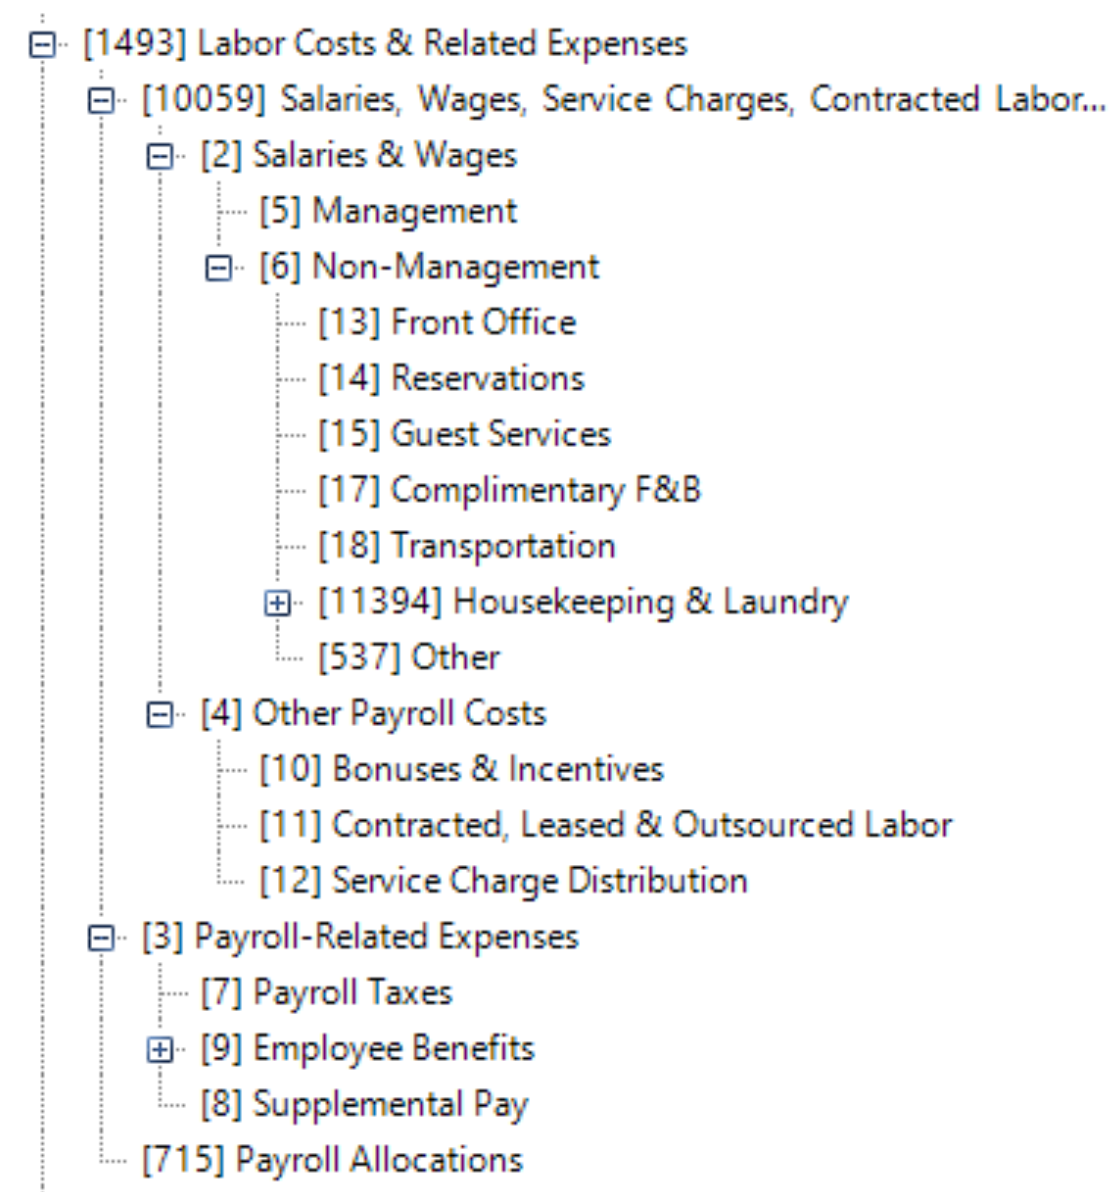 [1493] Labor Costs & Related Expenses
[10059] Salaries, Wages, Service Charges, Contracted Labor...
[2] Salaries & Wages
[5] Management
[6] Non-Management
[13] Front Office
[14] Reservations
[15] Guest Services
[17] Complimentary F&B
[18] Transportation
[11394] Housekeeping & Laundry
[537] Other
[4] Other Payroll Costs
[10] Bonuses & Incentives
[11] Contracted, Leased & Outsourced Labor
[12] Service Charge Distribution
[3] Payroll-Related Expenses
[7] Payroll Taxes
[9] Employee Benefits
[8] Supplemental Pay
[715] Payroll Allocations